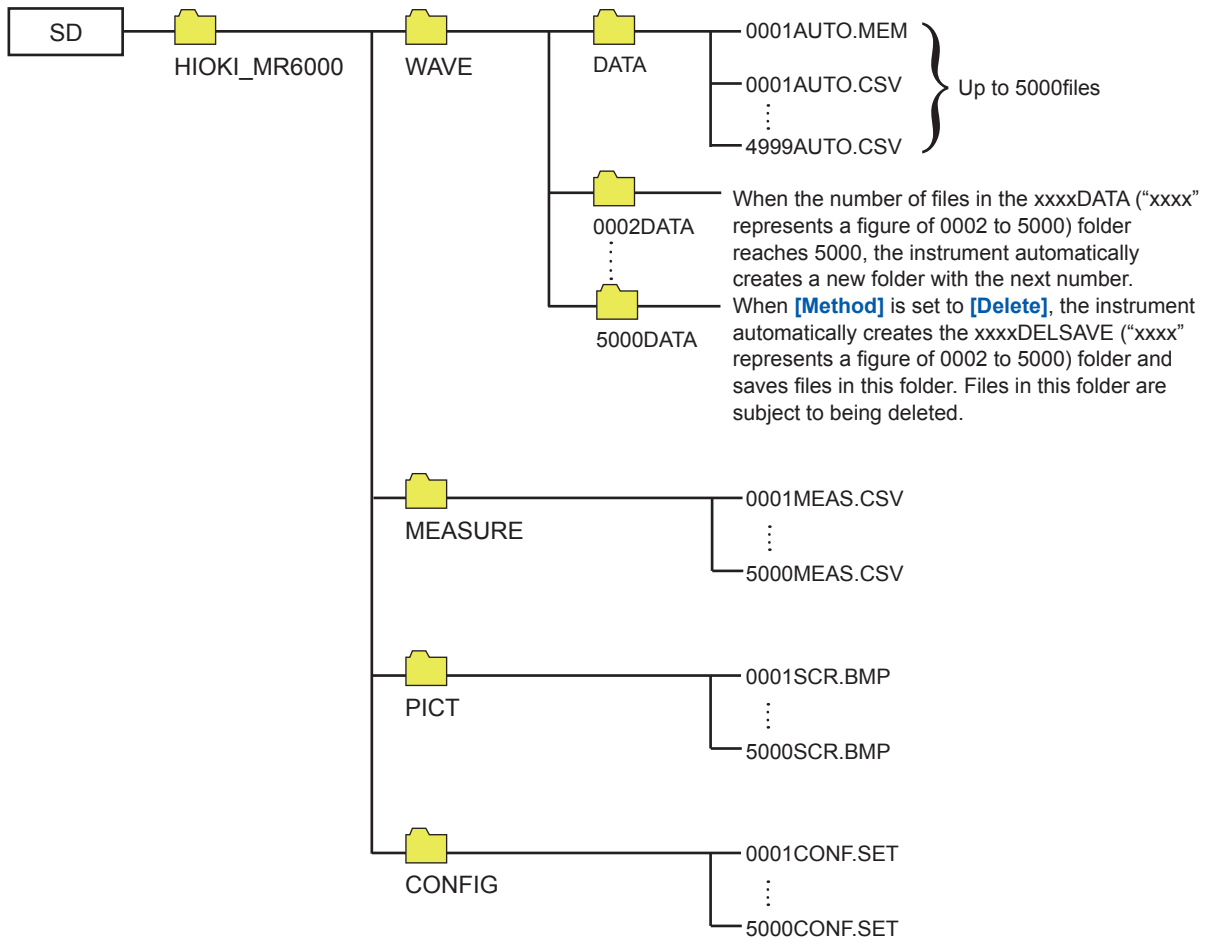 SD
HIOKI_MR6000
WAVE
DATA
0001AUTO.MEM
0001AUTO.CSV
4999AUTO.CSV
Up to 5000files
0002DATA
5000DATA
When the number of files in the xxxxDATA (“xxxx”
represents a figure of 0002 to 5000) folder
reaches 5000, the instrument automatically
creates a new folder with the next number.
When [Method] is set to [Delete], the instrument
automatically creates the xxxxDELSAVE (“xxxx”
represents a figure of 0002 to 5000) folder and
saves files in this folder. Files in this folder are
subject to being deleted.
MEASURE
0001MEAS.CSV
5000MEAS.CSV
PICT
0001SCR.BMP
5000SCR.BMP
CONFIG
0001CONF.SET
5000CONF.SET